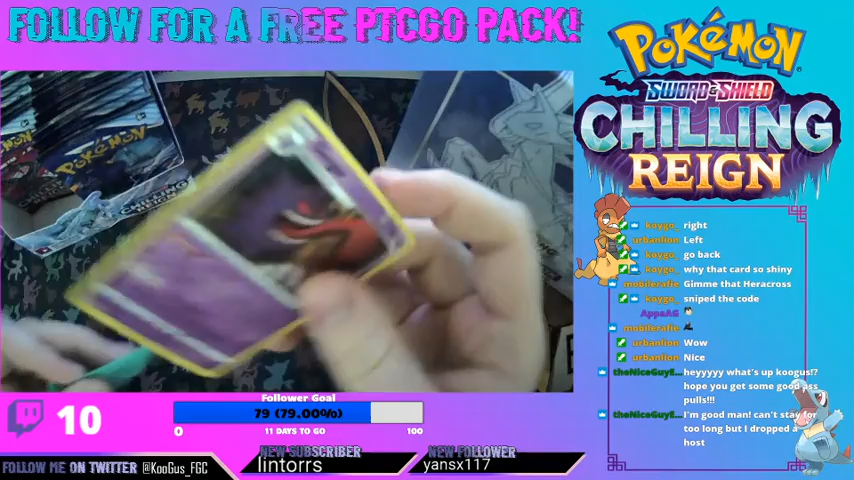 FOLLOW FOR A FREE PTCGO PACK!
POKéMON
SWORD & SHIELD
CHILLING
REIGN
POKéMON
CHILLING REIGN
koygo_ right
urbanlion Left
koygo_ go back
koygo_ why that card so shiny
mobilerafie Gimme that Heracross
koygo_ sniped the code
AppaAG
mobilerafie
urbanlion Wow
urbanlion Nice
theNiceGuyE... heyyyyy what's up koogus!?
hope you get some good ass
pulls!!!
theNiceGuyE... I'm good man! can't stay for
too long but I dropped a
host
Follower Goal
10
79 (79.00%)
0
11 DAYS TO GO
100
NEW SUBSCRIBER
NEW FOLLOWER
FOLLOW ME ON TWITTER @KooGus_FGC
lintorrs
yansx117